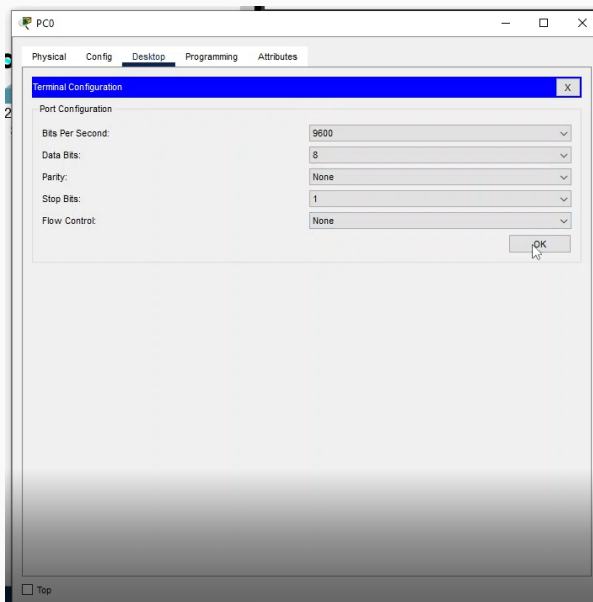 PC0
Physical Config Desktop Programming Attributes
Terminal Configuration X
Port Configuration
Bits Per Second: 9600
Data Bits: 8
Parity: None
Stop Bits: 1
Flow Control: None
OK
2
Top